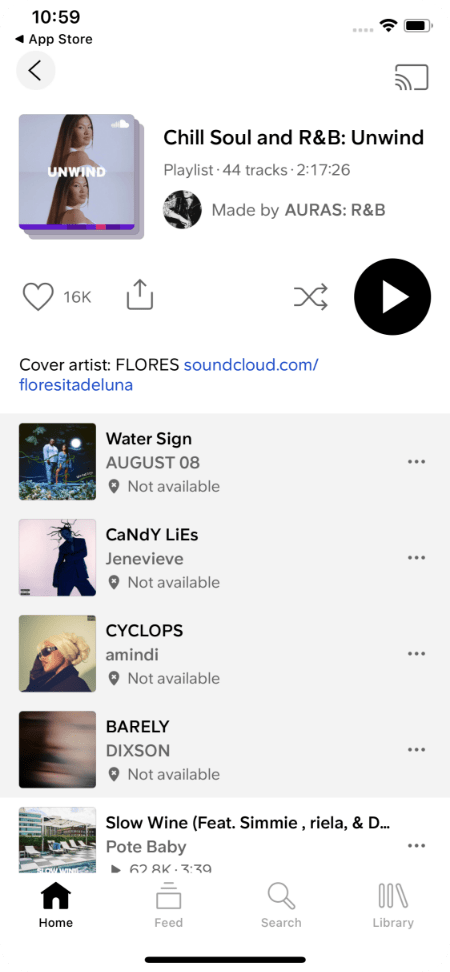 10:59
◀ App Store
UNWIND
Chill Soul and R&B: Unwind
Playlist · 44 tracks · 2:17:26
Made by AURAS: R&B
16K
Cover artist: FLORES soundcloud.com/
floresitadeluna
Water Sign
AUGUST 08
Not available
CaNdY LiEs
Jenevieve
Not available
CYCLOPS
amindi
Not available
BARELY
DIXSON
Not available
Slow Wine (Feat. Simmie , riela, & D...
Pote Baby
62.8K · 3:39
Home
Feed
Search
Library